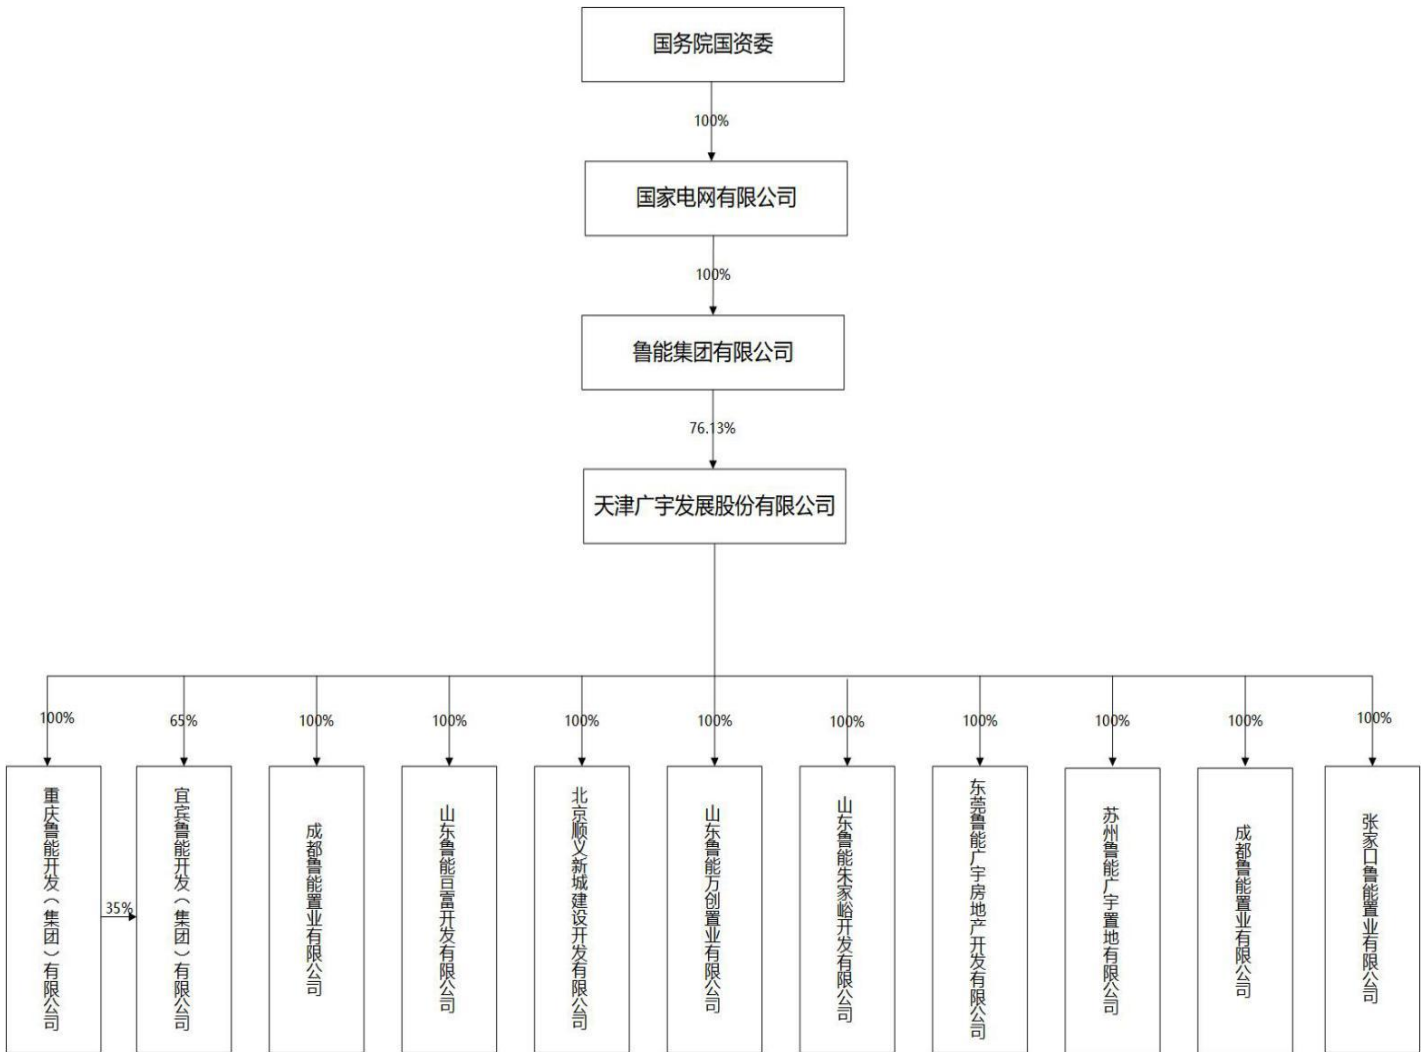 国务院国资委
100%
国家电网有限公司
100%
鲁能集团有限公司
76.13%
天津广宇发展股份有限公司
100%
65%
100%
100%
100%
100%
100%
100%
100%
100%
100%
重庆鲁能开发（集团）有限公司
35%
宜宾鲁能开发（集团）有限公司
成都鲁能置业有限公司
山东鲁能亘富开发有限公司
北京顺义新城建设开发有限公司
山东鲁能万创置业有限公司
山东鲁能朱家峪开发有限公司
东莞鲁能广宇房地产开发有限公司
苏州鲁能广宇置地有限公司
成都鲁能置业有限公司
张家口鲁能置业有限公司